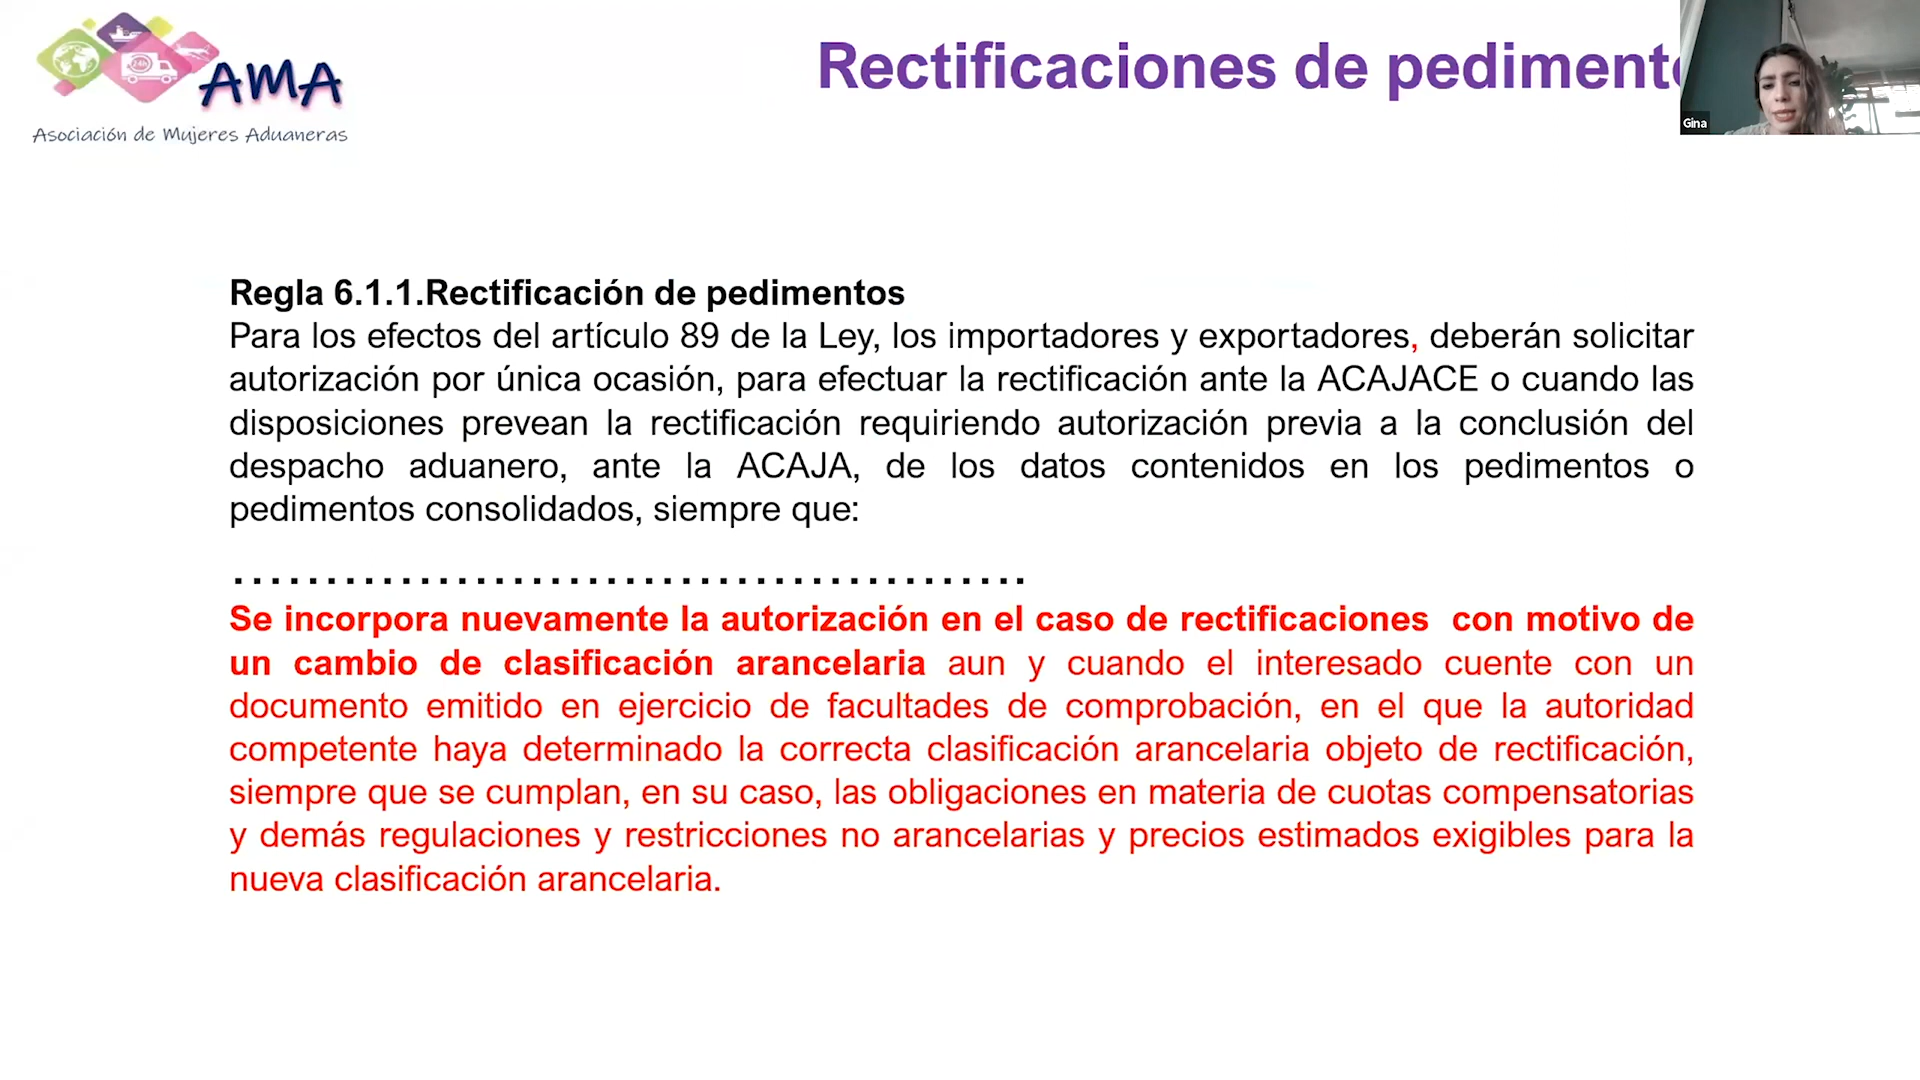 AMA
Asociación de Mujeres Aduaneras
24h
Rectificaciones de pediment
Gina
Regla 6.1.1.Rectificación de pedimentos
Para los efectos del artículo 89 de la Ley, los importadores y exportadores, deberán solicitar
autorización por única ocasión, para efectuar la rectificación ante la ACAJACE o cuando las
disposiciones prevean la rectificación requiriendo autorización previa a la conclusión del
despacho aduanero, ante la ACAJA, de los datos contenidos en los pedimentos o
pedimentos consolidados, siempre que:
...........................................
Se incorpora nuevamente la autorización en el caso de rectificaciones con motivo de
un cambio de clasificación arancelaria aun y cuando el interesado cuente con un
documento emitido en ejercicio de facultades de comprobación, en el que la autoridad
competente haya determinado la correcta clasificación arancelaria objeto de rectificación,
siempre que se cumplan, en su caso, las obligaciones en materia de cuotas compensatorias
y demás regulaciones y restricciones no arancelarias y precios estimados exigibles para la
nueva clasificación arancelaria.